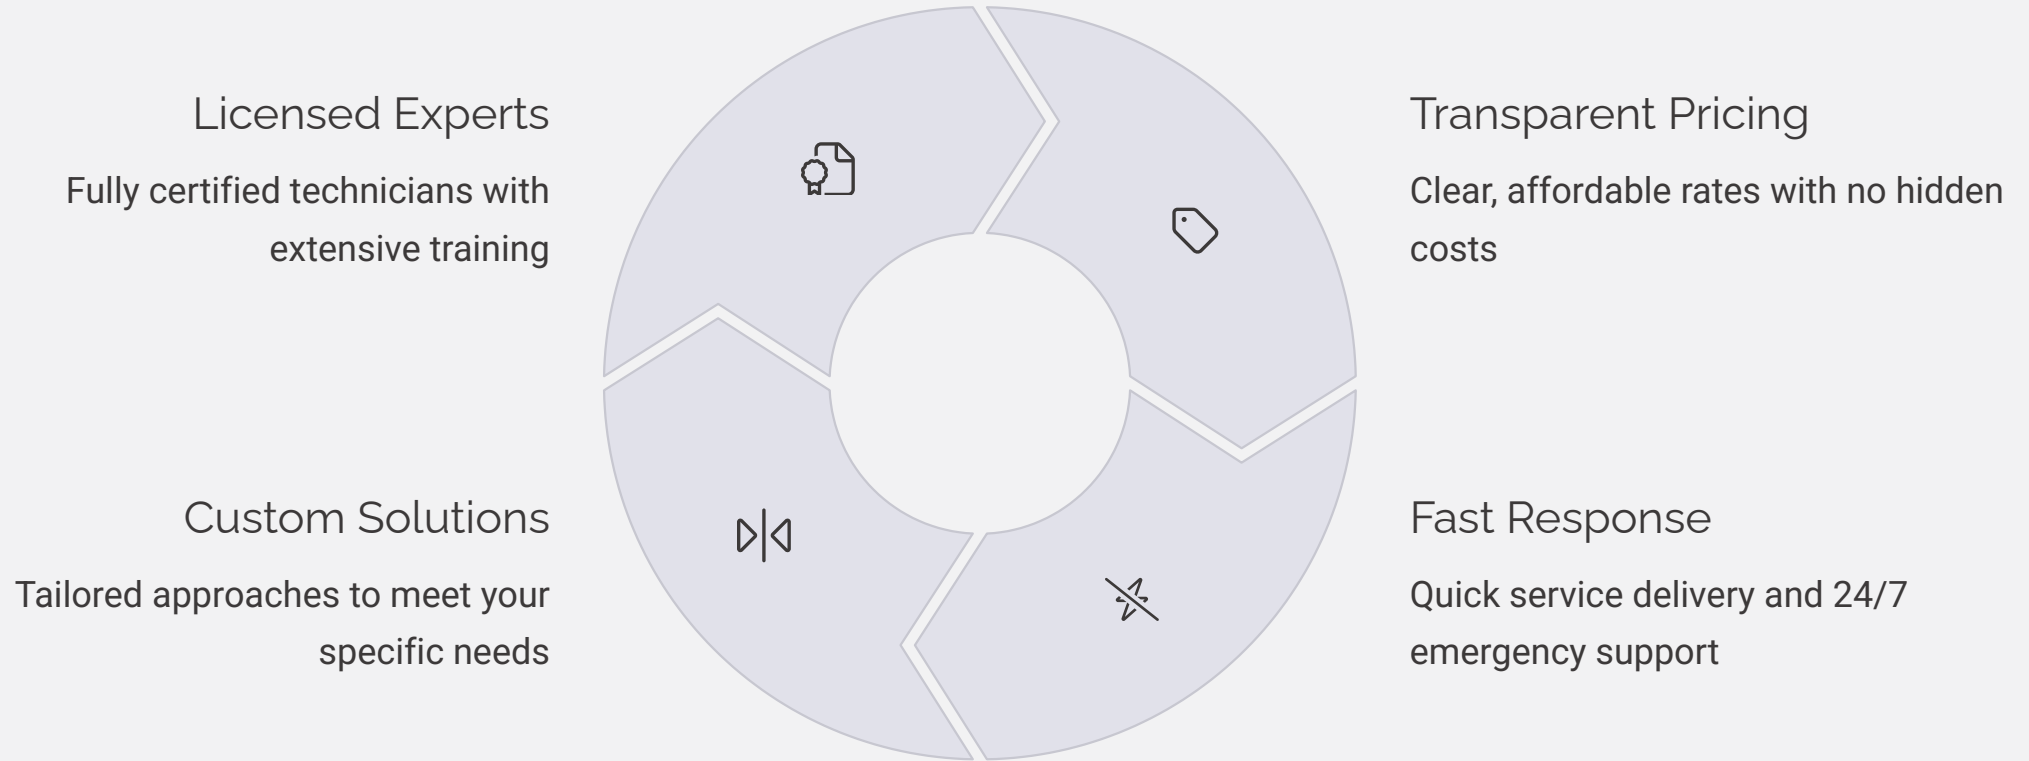 Licensed Experts
Fully certified technicians with
extensive training
Transparent Pricing
Clear, affordable rates with no hidden
costs
Custom Solutions
Tailored approaches to meet your
specific needs
Fast Response
Quick service delivery and 24/7
emergency support